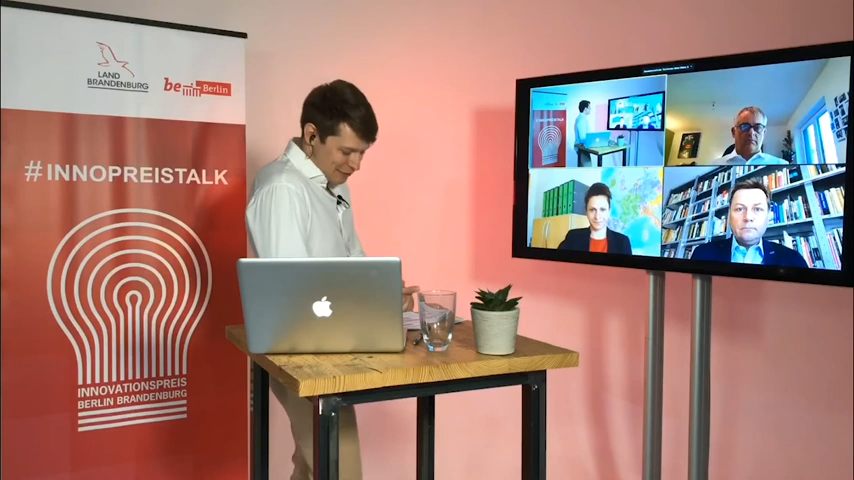 LAND
BRANDENBURG
be Berlin
#INNOPREISTALK
INNOVATIONSPREIS
BERLIN BRANDENBURG